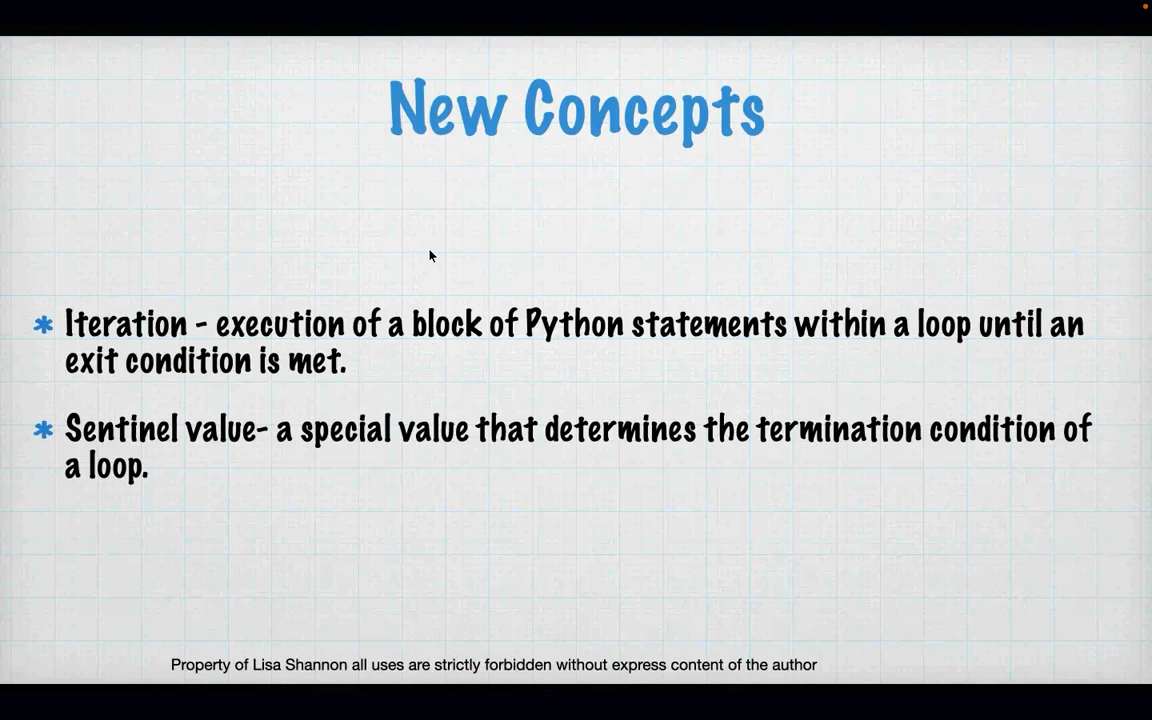 New Concepts
* Iteration - execution of a block of Python statements within a loop until an
exit condition is met.
* Sentinel value- a special value that determines the termination condition of
a loop.
Property of Lisa Shannon all uses are strictly forbidden without express content of the author